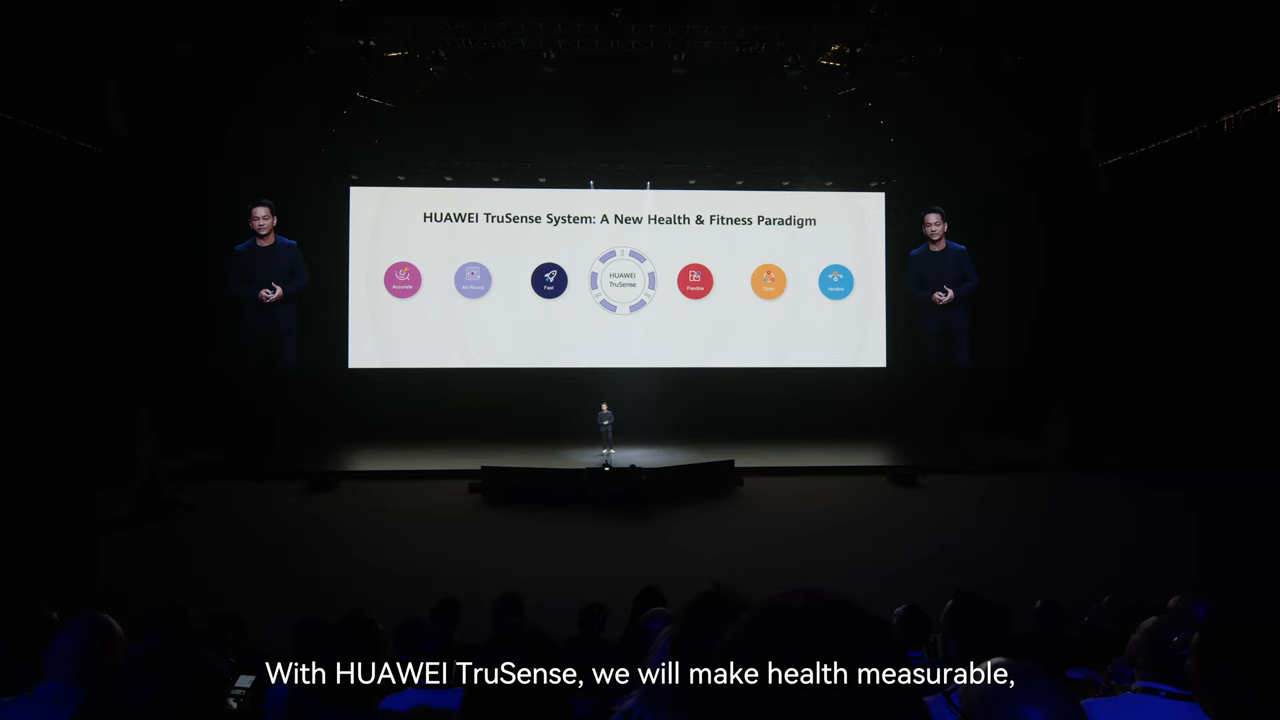 HUAWEI TruSense System: A New Health & Fitness Paradigm
Accurate
All-Round
Fast
HUAWEI
TruSense
Flexible
Open
Iterable
With HUAWEI TruSense, we will make health measurable,